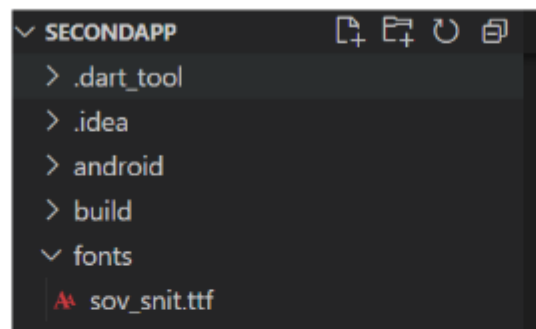 SECONDAPP
.dart_tool
.idea
android
build
fonts
sov_snit.ttf